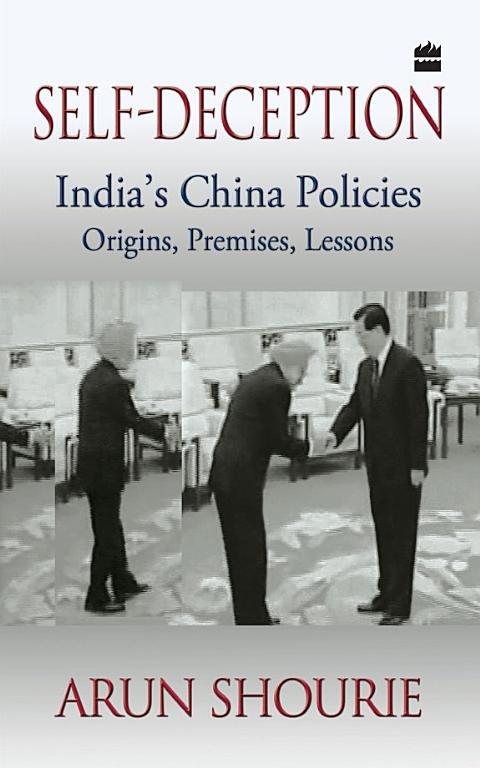 SELF-DECEPTION
India's China Policies
Origins, Premises, Lessons
ARUN SHOURIE